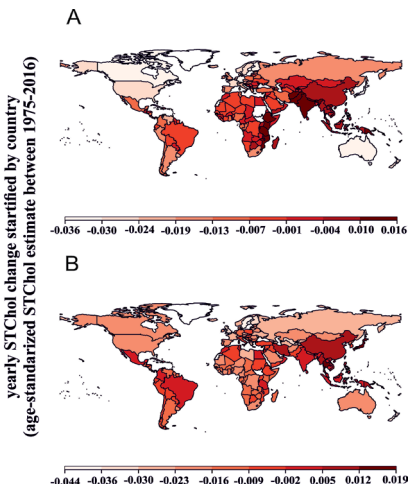 A
yearly STChol change startified by country
(age-standarized STChol estimate between 1975-2016)
-0.036 -0.030 -0.024 -0.019 -0.013 -0.007 -0.001 -0.004 0.010 0.016
B
-0.044 -0.036 -0.030 -0.023 -0.016 -0.009 -0.002 0.005 0.012 0.019